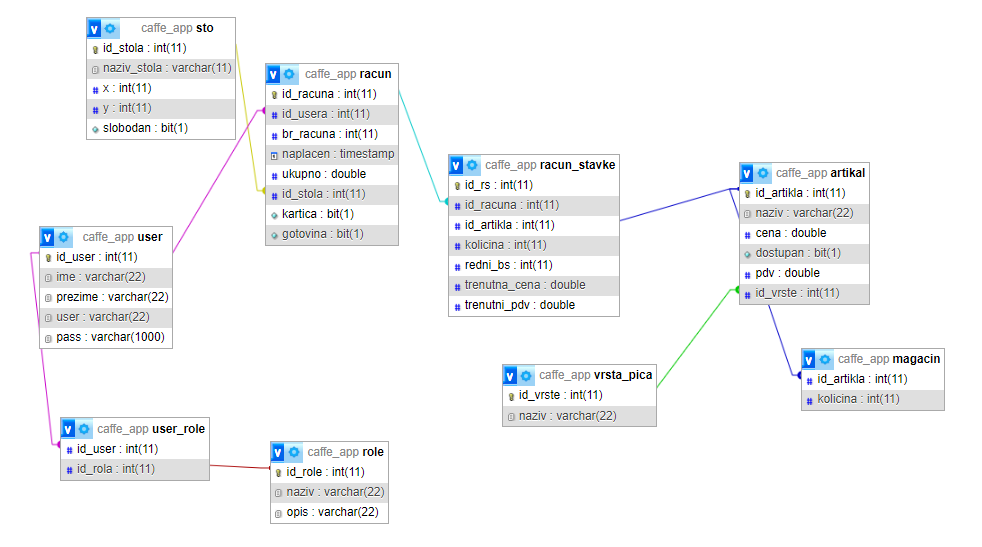 caffe_app sto
id_stola : int(11)
naziv_stola : varchar(11)
x : int(11)
y : int(11)
slobodan : bit(1)
caffe_app racun
id_racuna : int(11)
id_usera : int(11)
br_racuna : int(11)
naplacen : timestamp
ukupno : double
id_stola : int(11)
kartica : bit(1)
gotovina : bit(1)
caffe_app racun_stavke
id_rs : int(11)
id_racuna : int(11)
id_artikla : int(11)
kolicina : int(11)
redni_bs : int(11)
trenutna_cena : double
trenutni_pdv : double
caffe_app artikal
id_artikla : int(11)
naziv : varchar(22)
cena : double
dostupan : bit(1)
pdv : double
id_vrste : int(11)
caffe_app user
id_user : int(11)
ime : varchar(22)
prezime : varchar(22)
user : varchar(22)
pass : varchar(1000)
caffe_app vrsta_pica
id_vrste : int(11)
naziv : varchar(22)
caffe_app magacin
id_artikla : int(11)
kolicina : int(11)
caffe_app user_role
id_user : int(11)
id_rola : int(11)
caffe_app role
id_role : int(11)
naziv : varchar(22)
opis : varchar(22)